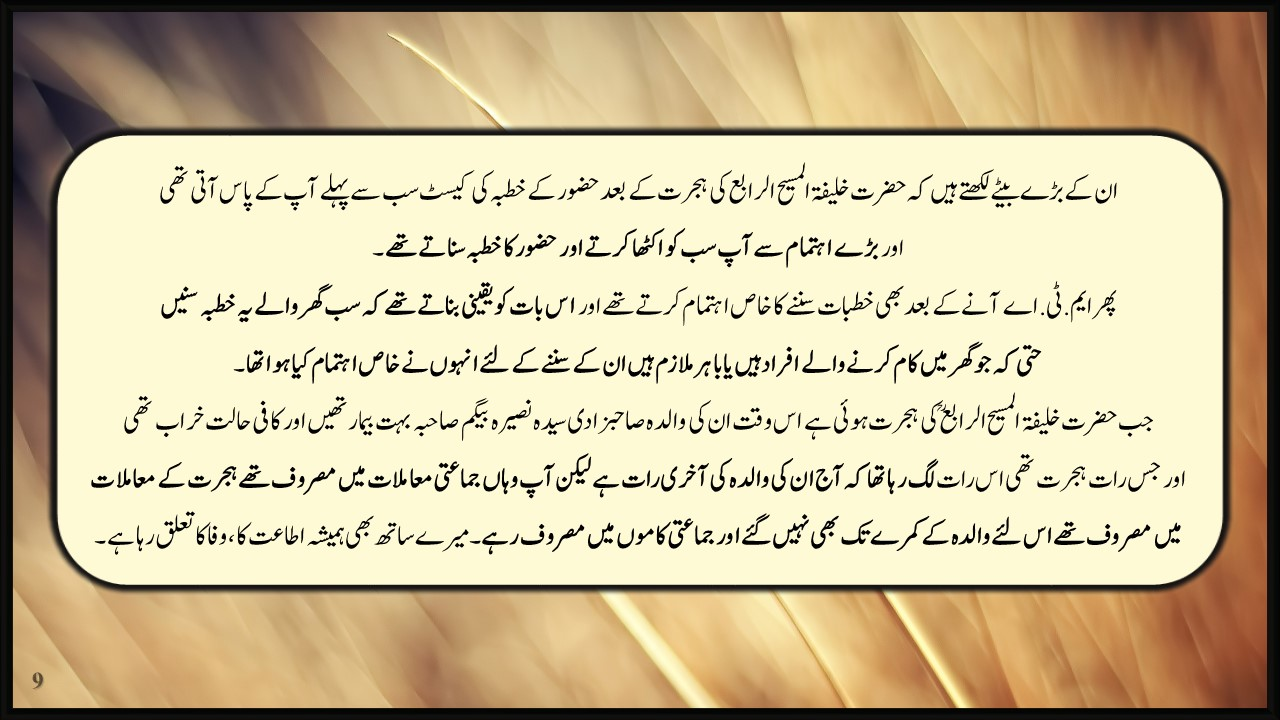 ان کے بڑے بیٹے لکھتے ہیں کہ حضرت خلیفۃ المسیح الرابع کی ہجرت کے بعد حضور کے خطبہ کی کیسٹ سب سے پہلے آپ کے پاس آتی تھی
اور بڑے اہتمام سے آپ سب کو اکٹھا کرتے اور حضور کا خطبہ سناتے تھے۔
پھر ایم.ٹی.اے آنے کے بعد بھی خطبات سننے کا خاص اہتمام کرتے تھے اور اس بات کو یقینی بناتے تھے کہ سب گھر والے یہ خطبہ سنیں
حتی کہ جو گھر میں کام کرنے والے افراد ہیں یا باہر ملازم ہیں ان کے سننے کے لئے انہوں نے خاص اہتمام کیا ہوا تھا۔
جب حضرت خلیفۃ المسیح الرابعؒ کی ہجرت ہوئی ہے اس وقت ان کی والدہ صاحبزادی سیدہ نصیرہ بیگم صاحبہ بہت بیمار تھیں اور کافی حالت خراب تھی
اور جس رات ہجرت تھی اس رات لگ رہا تھا کہ آج ان کی والدہ کی آخری رات ہے لیکن آپ وہاں جماعتی معاملات میں مصروف تھے ہجرت کے معاملات
میں مصروف تھے اس لئے والدہ کے کمرے تک بھی نہیں گئے اور جماعتی کاموں میں مصروف رہے۔ میرے ساتھ بھی ہمیشہ اطاعت کا، وفا کا تعلق رہا ہے۔
9